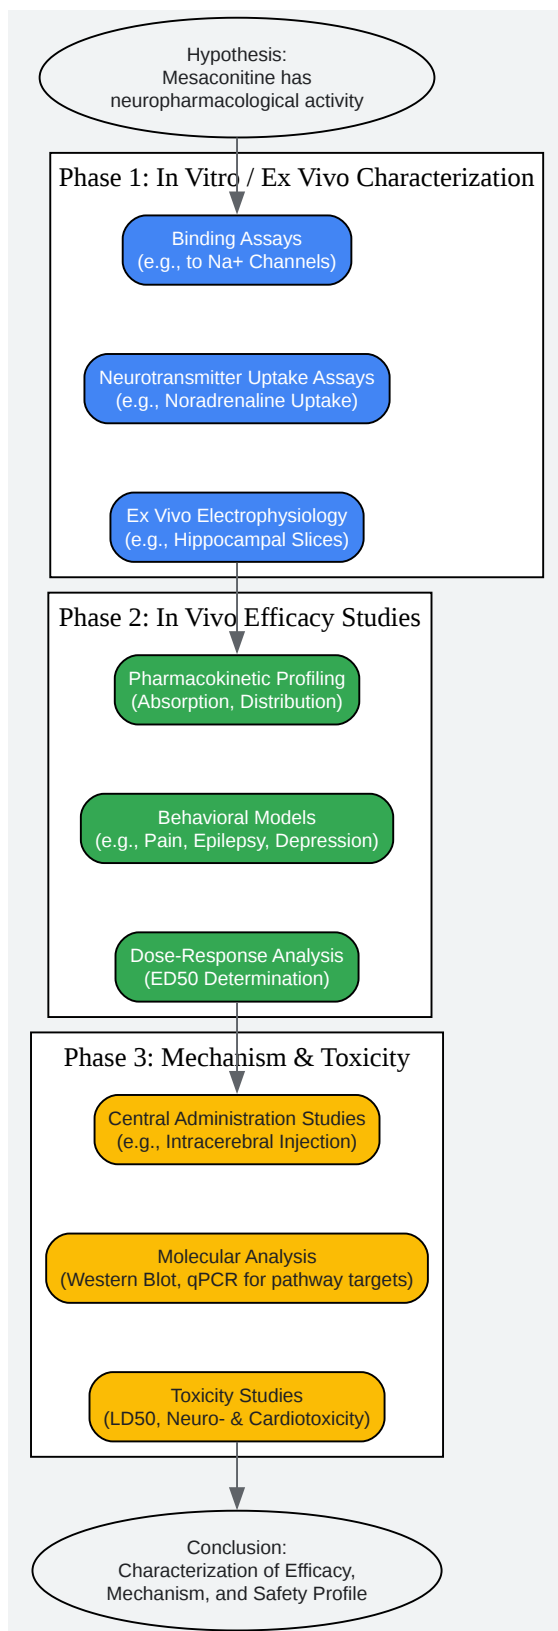 Hypothesis:
Mesaconitine has
neuropharmacological activity
Phase 1: In Vitro / Ex Vivo Characterization
Binding Assays
(e.g., to Na+ Channels)
Neurotransmitter Uptake Assays
(e.g., Noradrenaline Uptake)
Ex Vivo Electrophysiology
(e.g., Hippocampal Slices)
Phase 2: In Vivo Efficacy Studies
Pharmacokinetic Profiling
(Absorption, Distribution)
Behavioral Models
(e.g., Pain, Epilepsy, Depression)
Dose-Response Analysis
(ED50 Determination)
Phase 3: Mechanism & Toxicity
Central Administration Studies
(e.g., Intracerebral Injection)
Molecular Analysis
(Western Blot, qPCR for pathway targets)
Toxicity Studies
(LD50, Neuro- & Cardiotoxicity)
Conclusion:
Characterization of Efficacy,
Mechanism, and Safety Profile